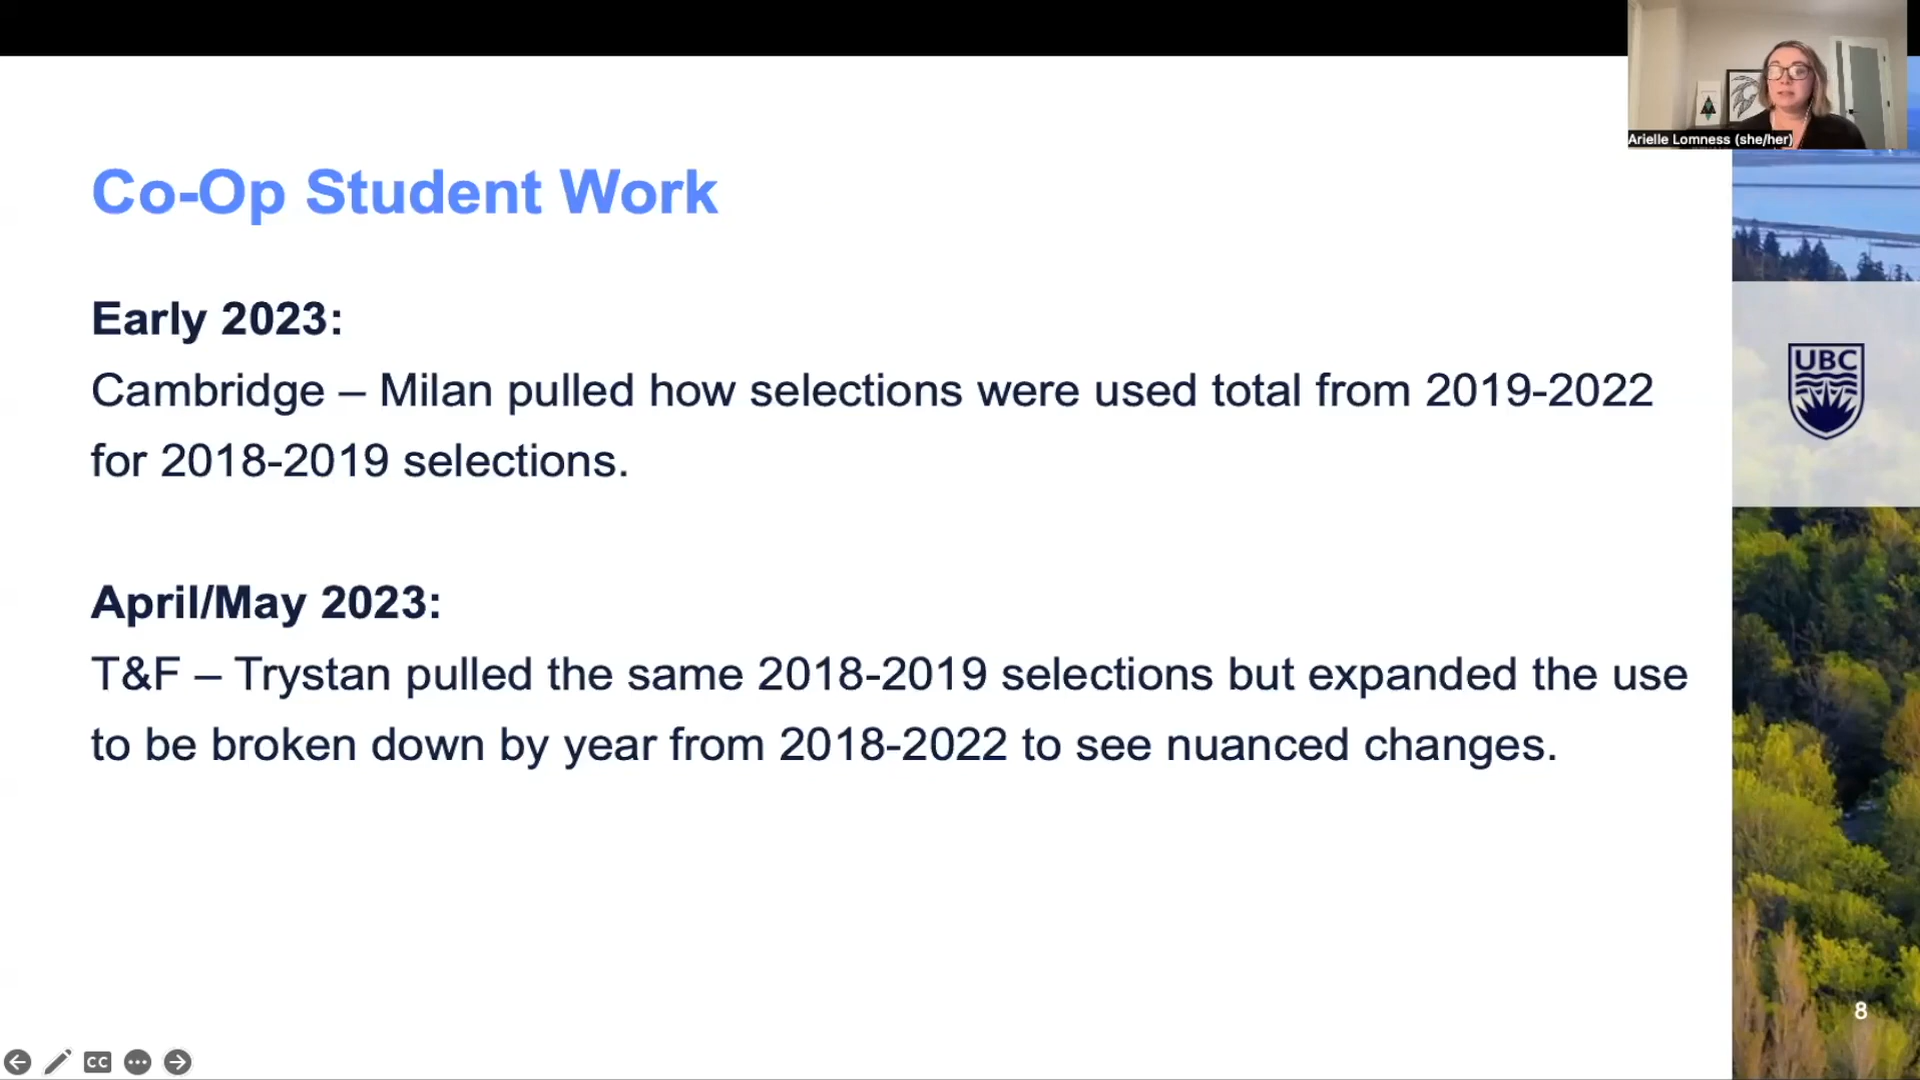 Arielle Lomness (she/her)
Co-Op Student Work
Early 2023:
Cambridge – Milan pulled how selections were used total from 2019-2022
for 2018-2019 selections.
April/May 2023:
T&F – Trystan pulled the same 2018-2019 selections but expanded the use
to be broken down by year from 2018-2022 to see nuanced changes.
UBC
8
CC